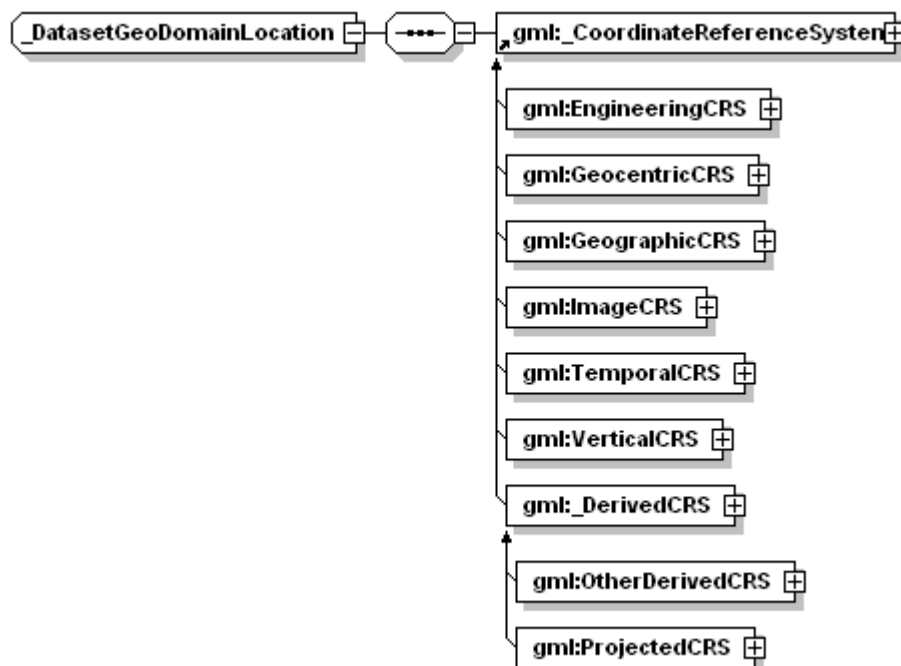 _DatasetGeoDomainLocation
gml:_CoordinateReferenceSystem
gml:EngineeringCRS
gml:GeocentricCRS
gml:GeographicCRS
gml:ImageCRS
gml:TemporalCRS
gml:VerticalCRS
gml:_DerivedCRS
gml:OtherDerivedCRS
gml:ProjectedCRS